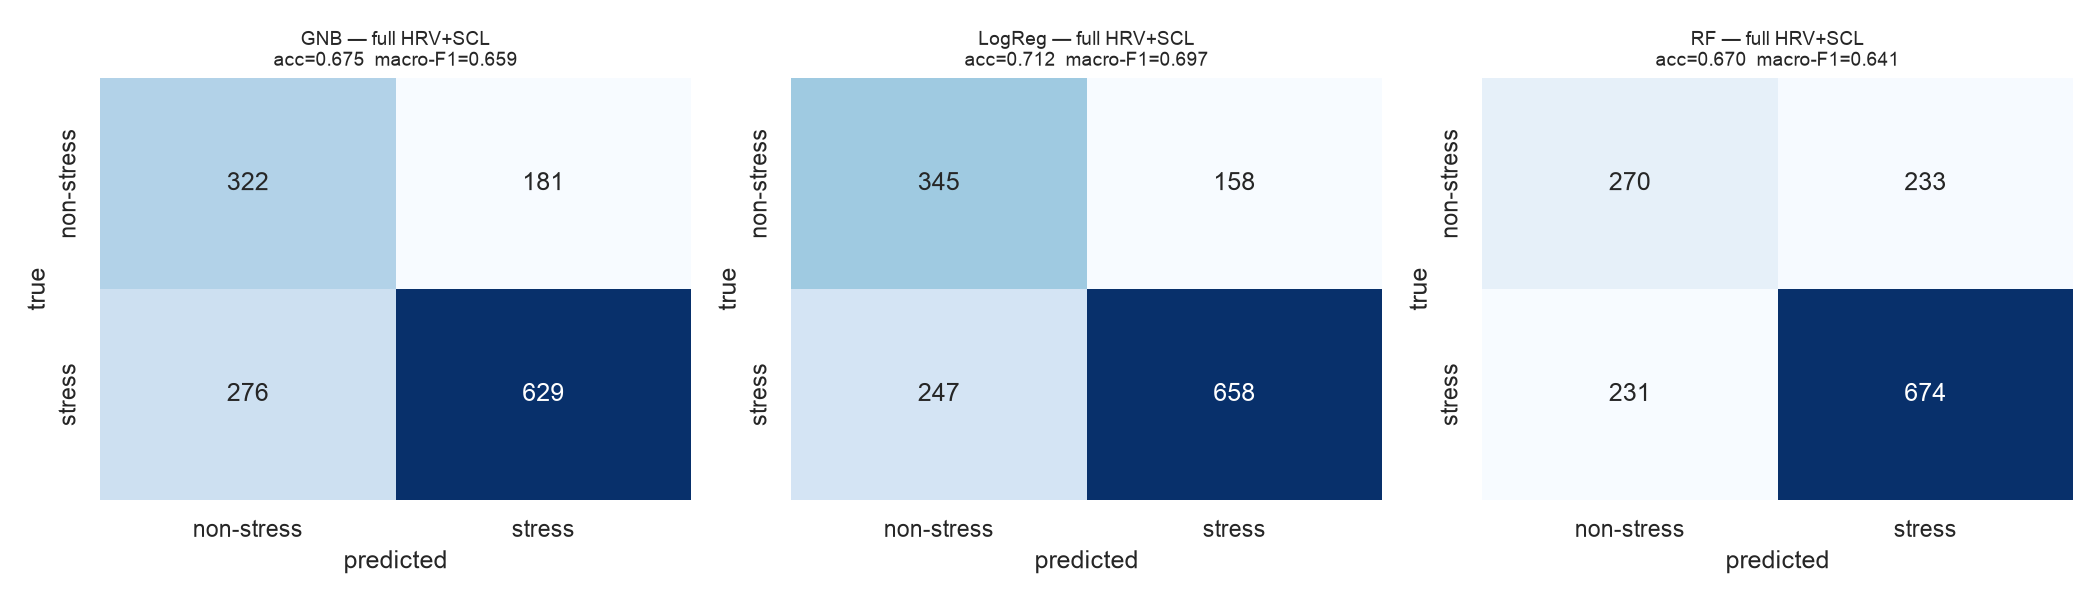 GNB — full HRV+SCL
acc=0.675 macro-F1=0.659
true
non-stress
stress
322
181
276
629
non-stress
stress
predicted
LogReg — full HRV+SCL
acc=0.712 macro-F1=0.697
true
non-stress
stress
345
158
247
658
non-stress
stress
predicted
RF — full HRV+SCL
acc=0.670 macro-F1=0.641
true
non-stress
stress
270
233
231
674
non-stress
stress
predicted